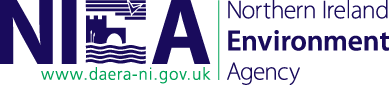 NIEA
www.daera-ni.gov.uk
Northern Ireland
Environment
Agency